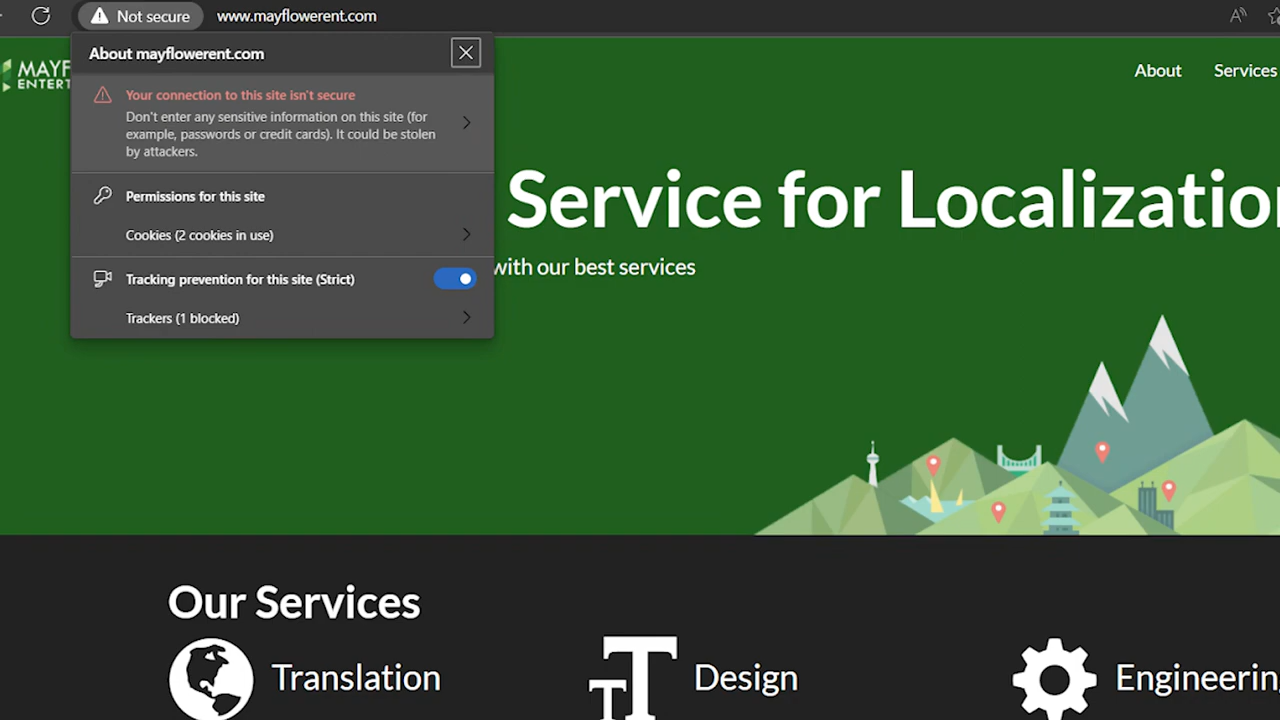 Not secure www.mayflowerent.com
About mayflowerent.com
About Services
Your connection to this site isn't secure
Don't enter any sensitive information on this site (for
example, passwords or credit cards). It could be stolen
by attackers.
Permissions for this site
Service for Localizatio
Cookies (2 cookies in use)
with our best services
Tracking prevention for this site (Strict)
Trackers (1 blocked)
Our Services
Translation Design Engineerin